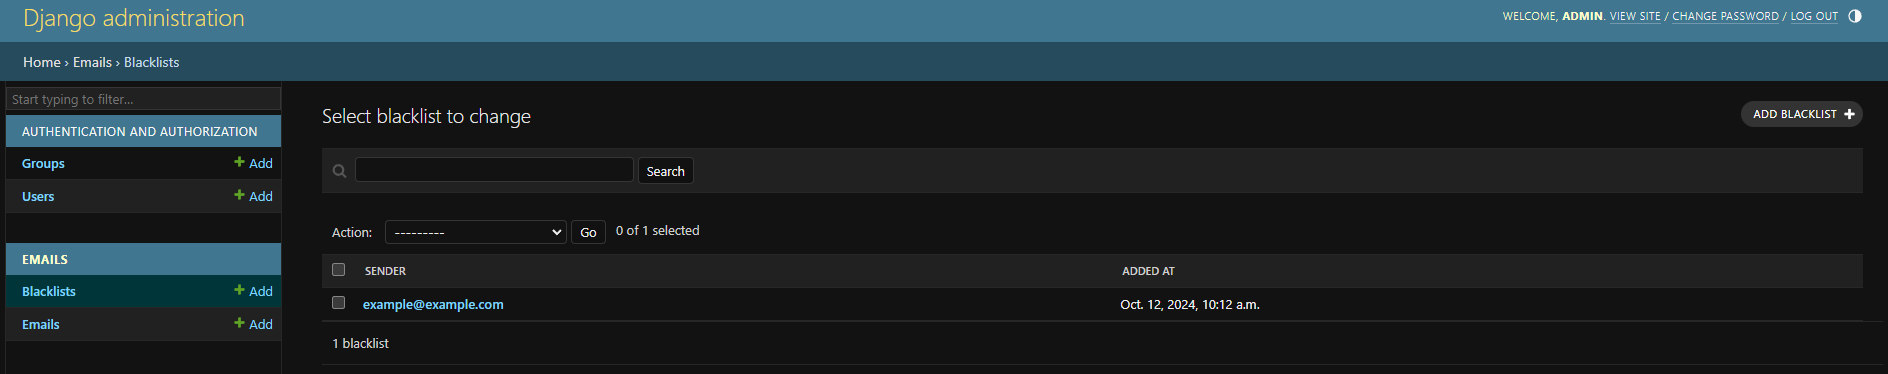 Django administration
WELCOME, ADMIN. VIEW SITE / CHANGE PASSWORD / LOG OUT
Home › Emails › Blacklists
Start typing to filter...
AUTHENTICATION AND AUTHORIZATION
Groups + Add
Users + Add
EMAILS
Blacklists + Add
Emails + Add
Select blacklist to change
ADD BLACKLIST +
Search
Action: --------- Go 0 of 1 selected
SENDER ADDED AT
example@example.com Oct. 12, 2024, 10:12 a.m.
1 blacklist